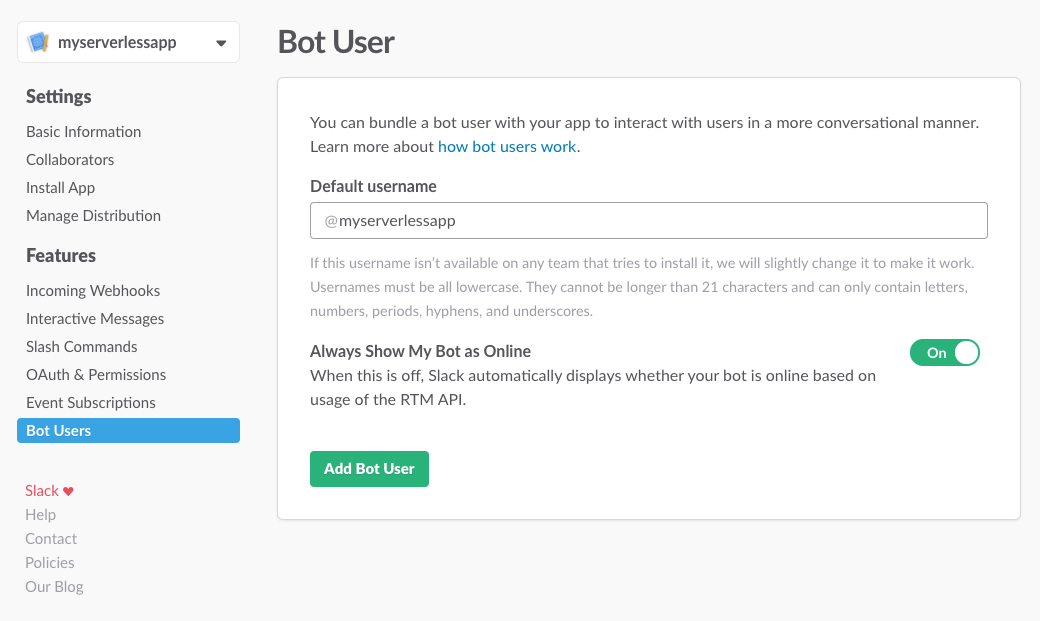 myserverlessapp
Settings
Basic Information
Collaborators
Install App
Manage Distribution
Features
Incoming Webhooks
Interactive Messages
Slash Commands
OAuth & Permissions
Event Subscriptions
Bot Users
Slack ♥
Help
Contact
Policies
Our Blog
Bot User
You can bundle a bot user with your app to interact with users in a more conversational manner.
Learn more about how bot users work.
Default username
@myserverlessapp
If this username isn’t available on any team that tries to install it, we will slightly change it to make it work.
Usernames must be all lowercase. They cannot be longer than 21 characters and can only contain letters,
numbers, periods, hyphens, and underscores.
Always Show My Bot as Online
On
When this is off, Slack automatically displays whether your bot is online based on
usage of the RTM API.
Add Bot User